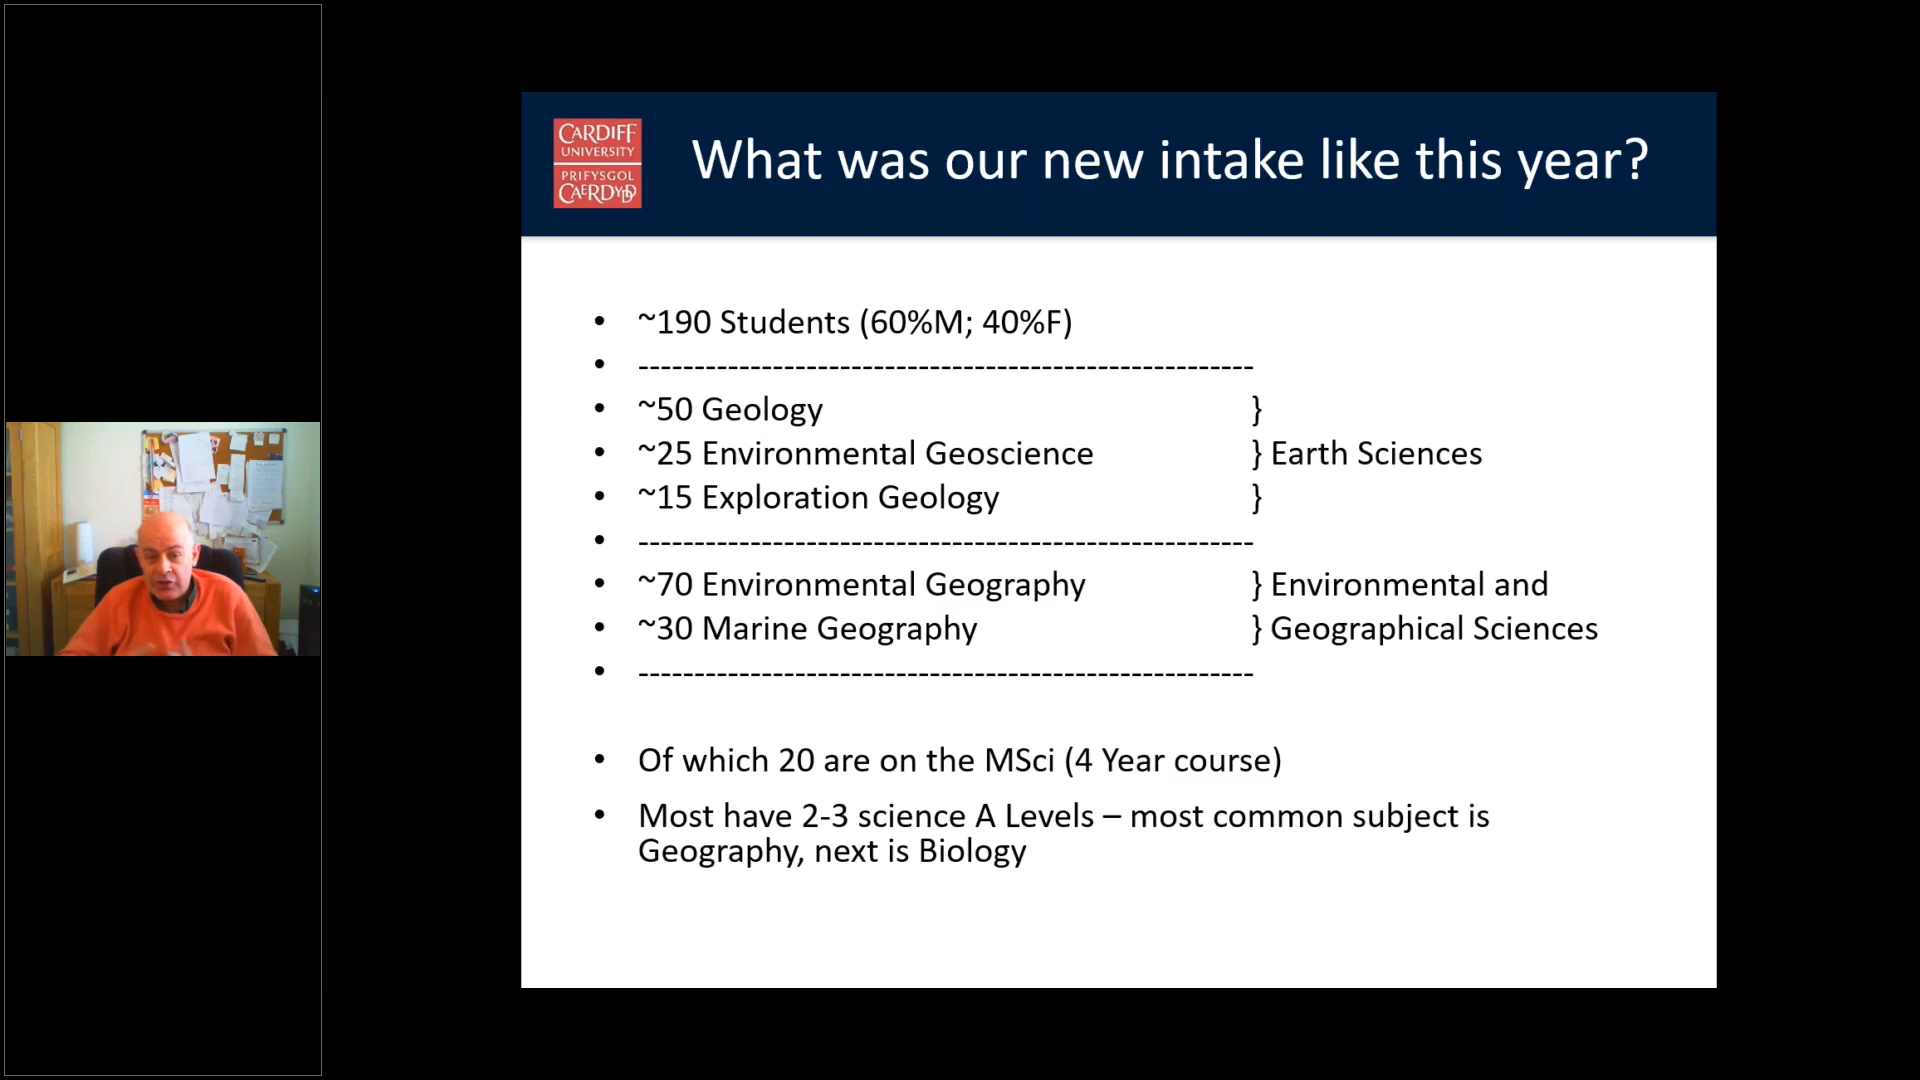 CARDIFF
UNIVERSITY
PRIFYSGOL
CAERDYDD
What was our new intake like this year?
• ~190 Students (60%M; 40%F)
• -------------------------------------------------------
• ~50 Geology }
• ~25 Environmental Geoscience } Earth Sciences
• ~15 Exploration Geology }
• -------------------------------------------------------
• ~70 Environmental Geography } Environmental and
• ~30 Marine Geography } Geographical Sciences
• -------------------------------------------------------
• Of which 20 are on the MSci (4 Year course)
• Most have 2-3 science A Levels – most common subject is
Geography, next is Biology